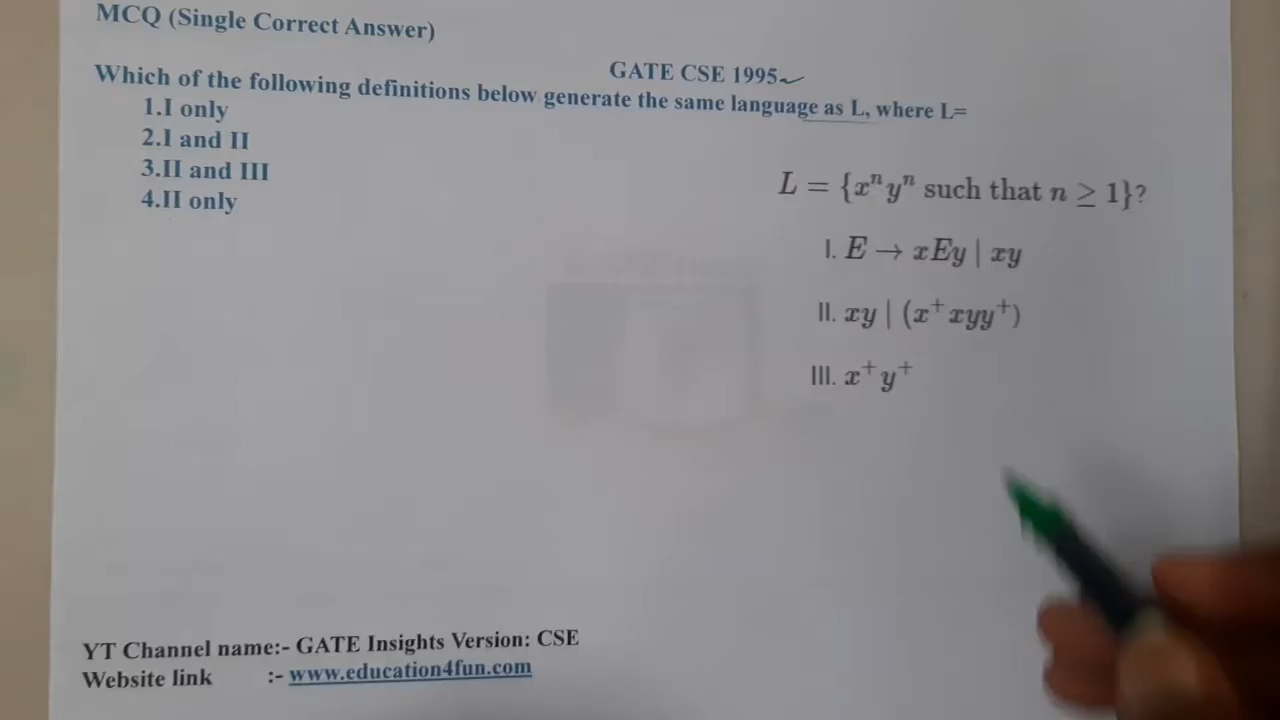 MCQ (Single Correct Answer)
GATE CSE 1995
Which of the following definitions below generate the same language as L, where L=
1.I only
2.I and II
3.II and III
4.II only
L = {xⁿyⁿ such that n ≥ 1}?
I. E → xEy | xy
II. xy | (x⁺xyy⁺)
III. x⁺y⁺
YT Channel name:- GATE Insights Version: CSE
Website link :- www.education4fun.com